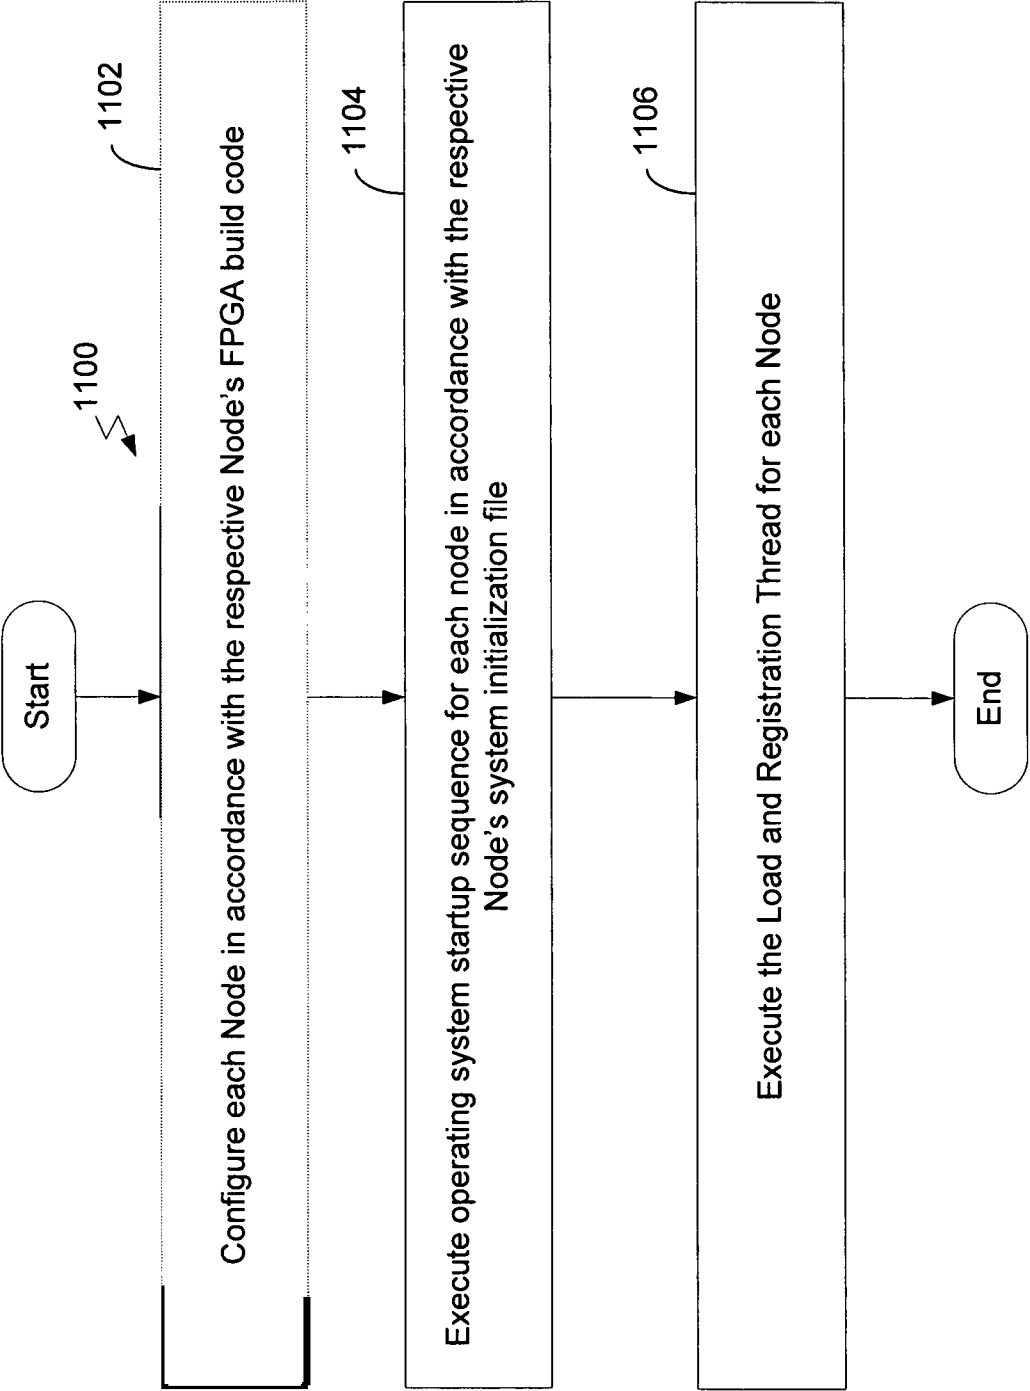 1100
Start
1102
Configure each Node in accordance with the respective Node's FPGA build code
1104
Execute operating system startup sequence for each node in accordance with the respective
Node's system initialization file
1106
Execute the Load and Registration Thread for each Node
End